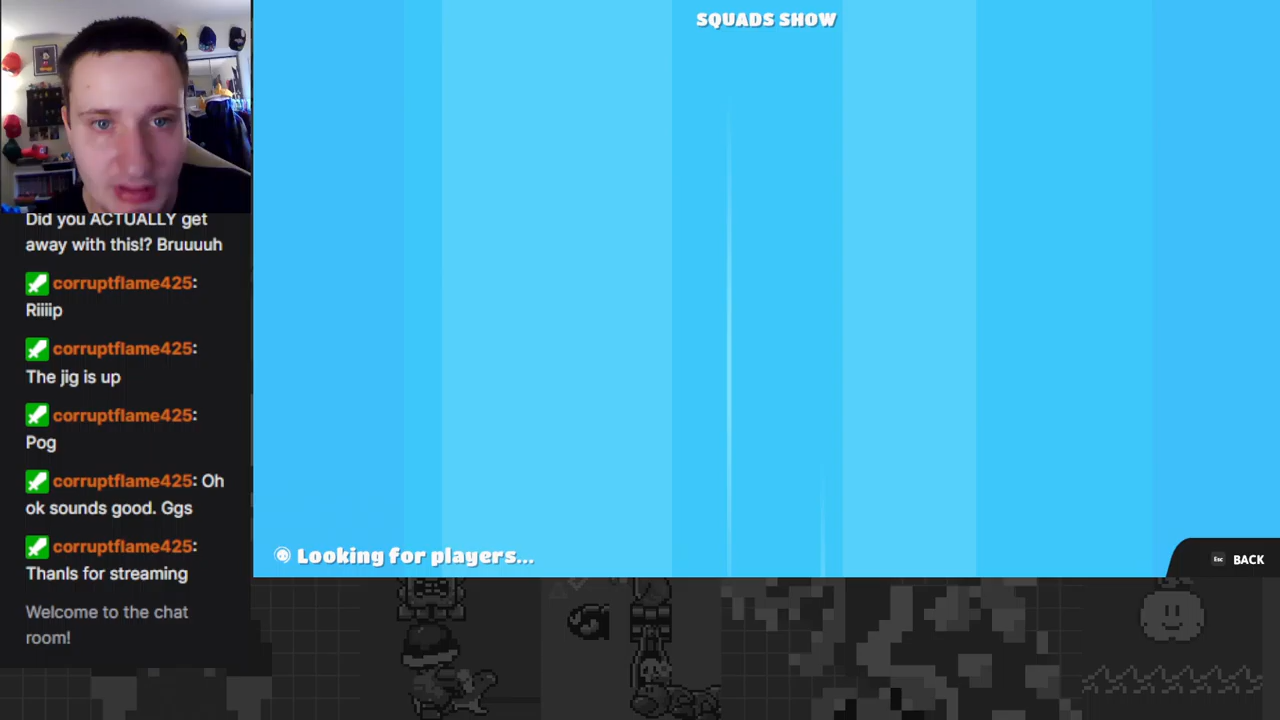 SQUADS SHOW
Did you ACTUALLY get
away with this!? Bruuuuh
corruptflame425:
Riiiip
corruptflame425:
The jig is up
corruptflame425:
Pog
corruptflame425: Oh
ok sounds good. Ggs
corruptflame425:
Thanls for streaming
Welcome to the chat
room!
Looking for players...
Esc BACK